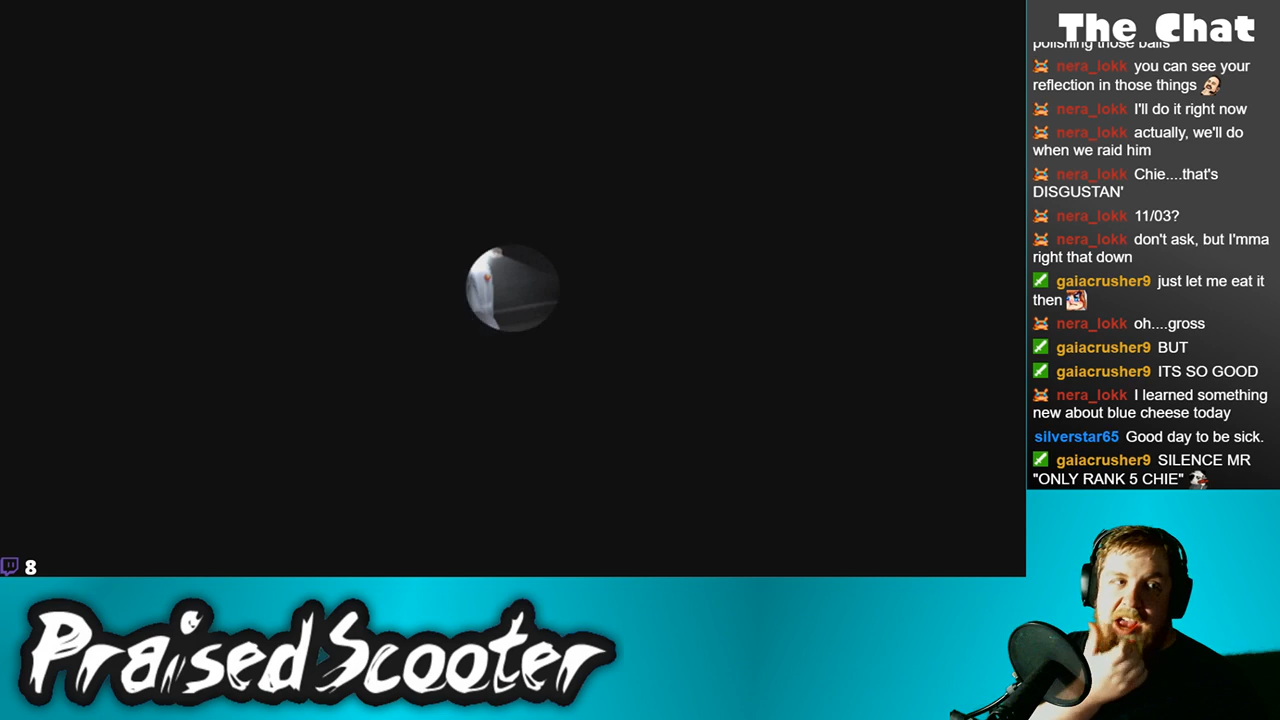 The Chat
polishing those balls
nera_lokk you can see your
reflection in those things
nera_lokk I'll do it right now
nera_lokk actually, we'll do
when we raid him
nera_lokk Chie....that's
DISGUSTAN'
nera_lokk 11/03?
nera_lokk don't ask, but I'mma
right that down
gaiacrusher9 just let me eat it
then
nera_lokk oh....gross
gaiacrusher9 BUT
gaiacrusher9 ITS SO GOOD
nera_lokk I learned something
new about blue cheese today
silverstar65 Good day to be sick.
gaiacrusher9 SILENCE MR
"ONLY RANK 5 CHIE"
8
PraisedScooter